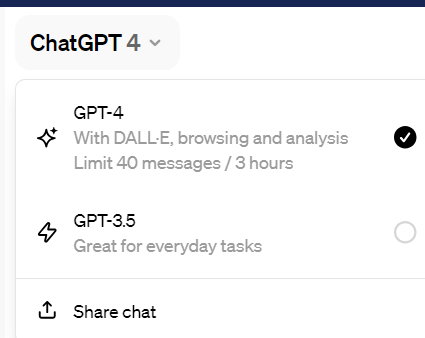 ChatGPT 4
GPT-4
With DALL·E, browsing and analysis
Limit 40 messages / 3 hours
GPT-3.5
Great for everyday tasks
Share chat